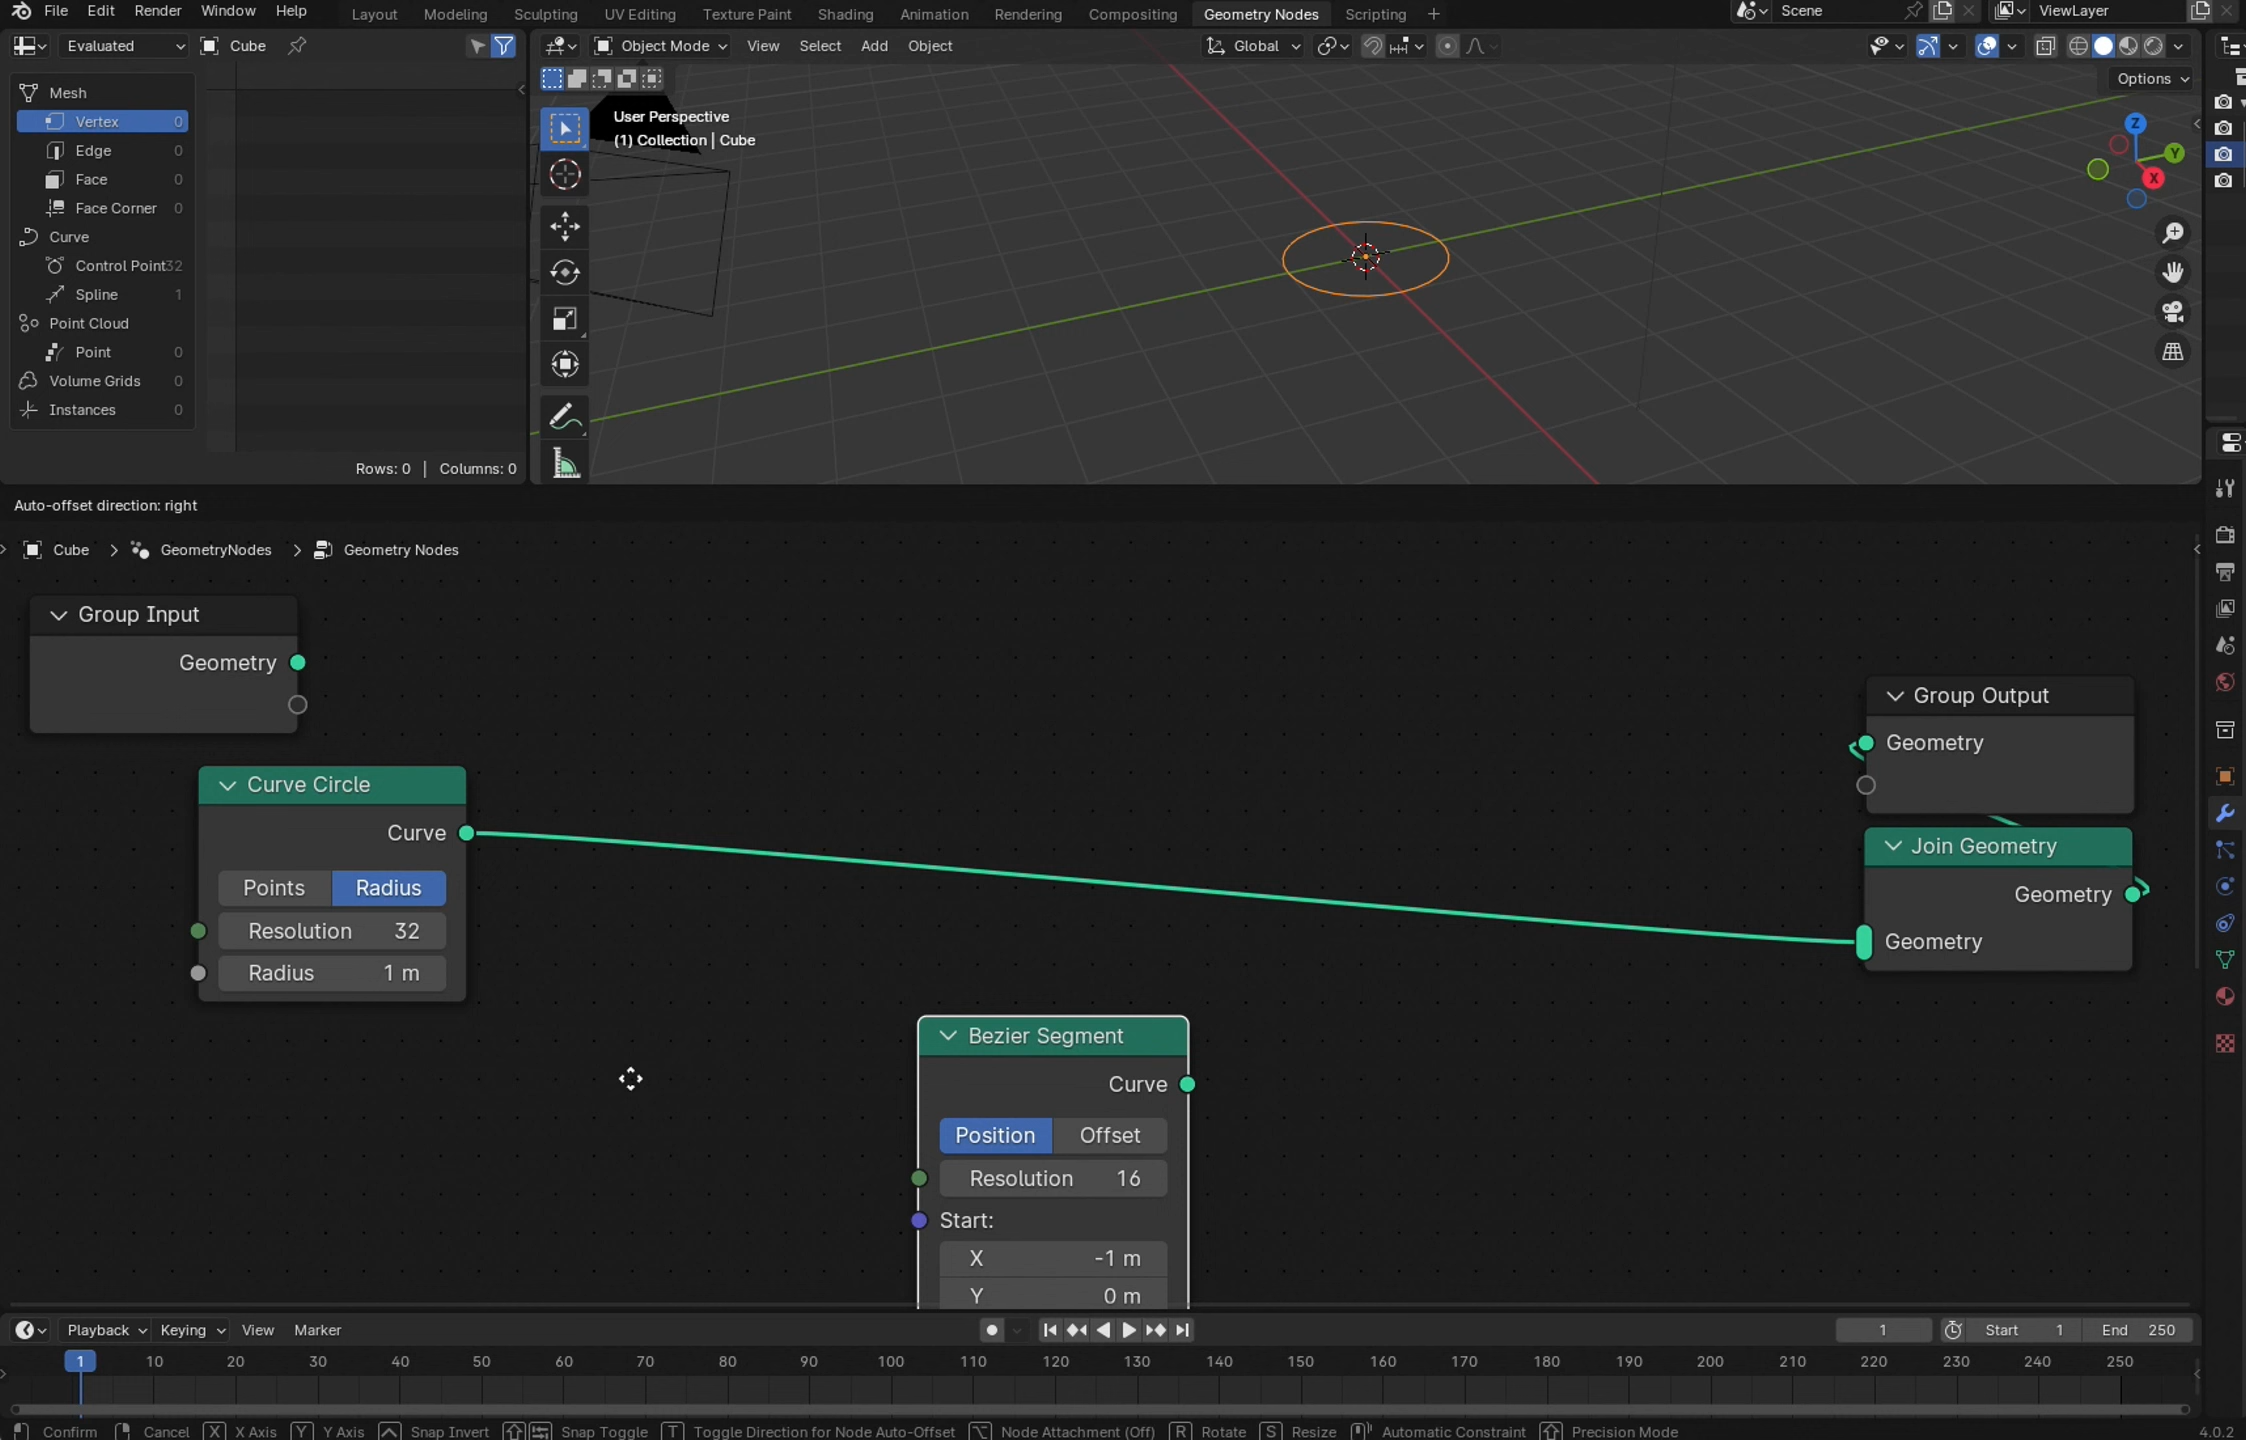 File Edit Render Window Help Layout Modeling Sculpting UV Editing Texture Paint Shading Animation Rendering Compositing Geometry Nodes Scripting + Scene ViewLayer
Evaluated Cube
Object Mode View Select Add Object Global
Options
Mesh
Vertex 0
Edge 0
Face 0
Face Corner 0
Curve
Control Point 32
Spline 1
Point Cloud
Point 0
Volume Grids 0
Instances 0
Rows: 0 | Columns: 0
User Perspective
(1) Collection | Cube
Z
Y
X
Auto-offset direction: right
Cube > GeometryNodes > Geometry Nodes
Group Input
Geometry
Curve Circle
Curve
Points Radius
Resolution 32
Radius 1 m
Bezier Segment
Curve
Position Offset
Resolution 16
Start:
X -1 m
Y 0 m
Group Output
Geometry
Join Geometry
Geometry
Geometry
Playback Keying View Marker 1 Start 1 End 250
1 10 20 30 40 50 60 70 80 90 100 110 120 130 140 150 160 170 180 190 200 210 220 230 240 250
Confirm Cancel X X Axis Y Y Axis Snap Invert Snap Toggle T Toggle Direction for Node Auto-Offset Node Attachment (Off) R Rotate S Resize Automatic Constraint Precision Mode 4.0.2